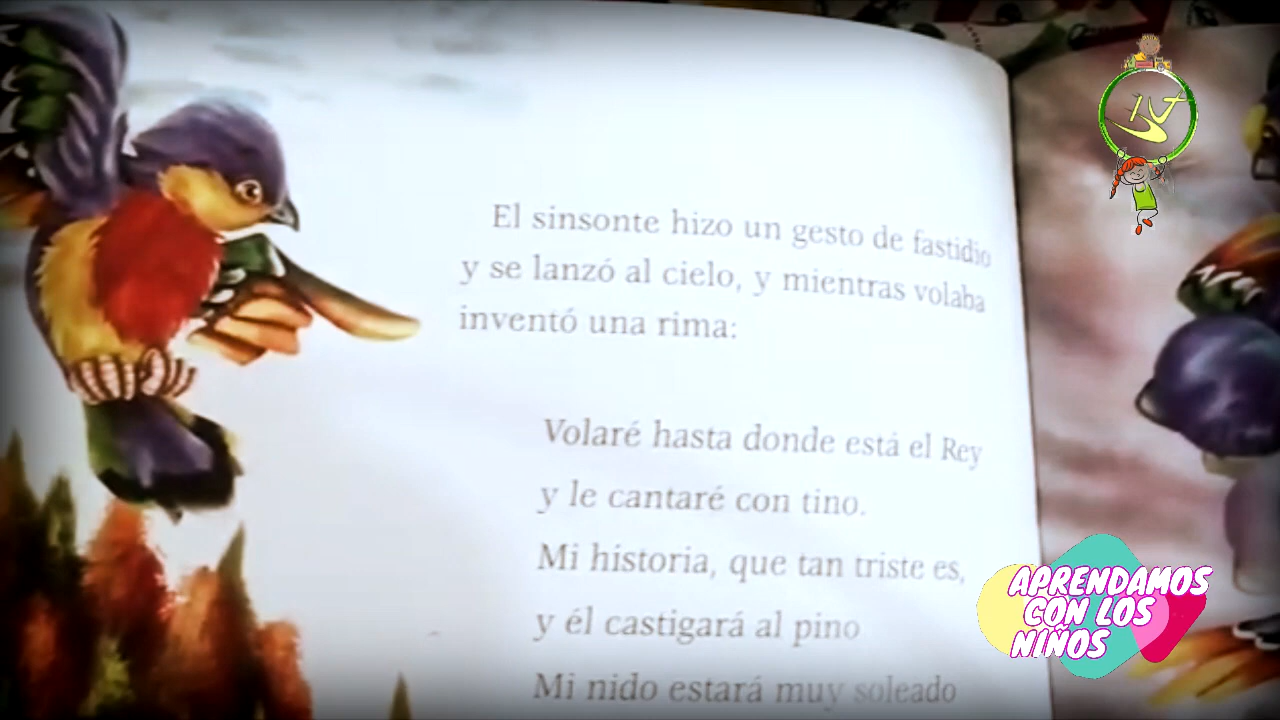 El sinsonte hizo un gesto de fastidio
y se lanzó al cielo, y mientras volaba
inventó una rima:
Volaré hasta donde está el Rey
y le cantaré con tino.
Mi historia, que tan triste es,
y él castigará al pino
Mi nido estará muy soleado
APRENDAMOS
CON LOS
NIÑOS